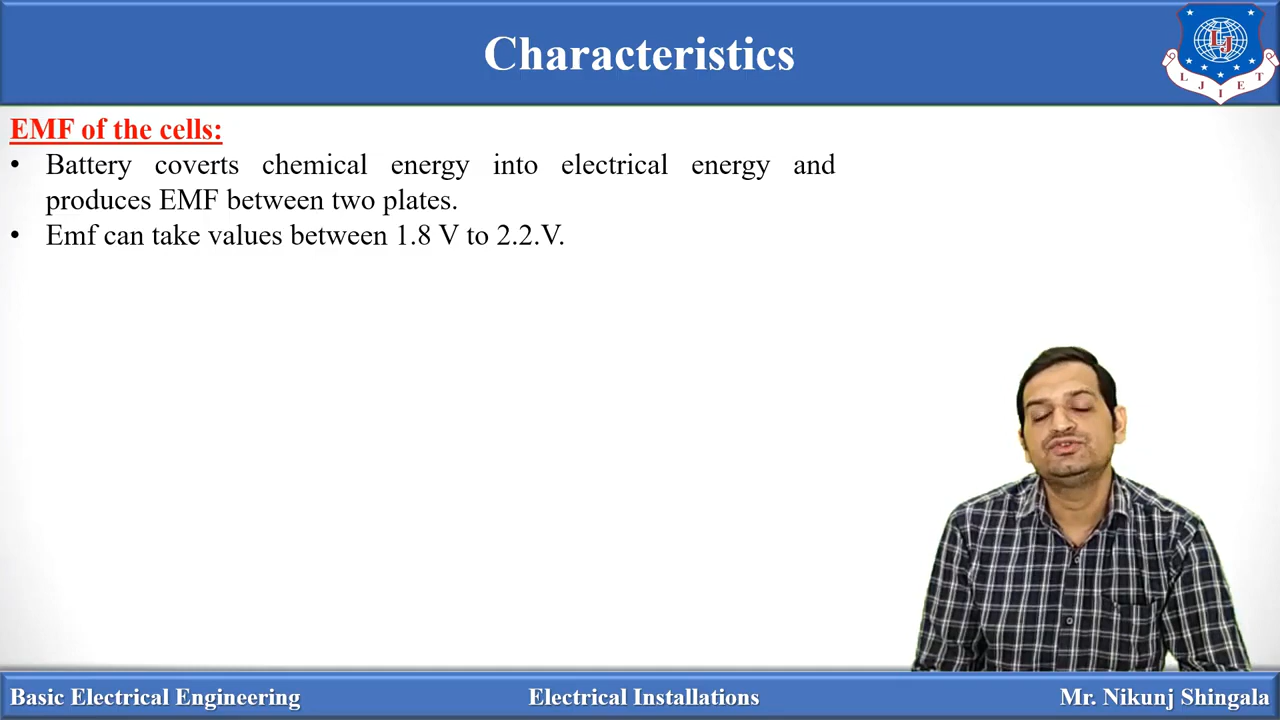 Characteristics
LJ
L J I E T
EMF of the cells:
• Battery coverts chemical energy into electrical energy and
produces EMF between two plates.
• Emf can take values between 1.8 V to 2.2.V.
Basic Electrical Engineering
Electrical Installations
Mr. Nikunj Shingala